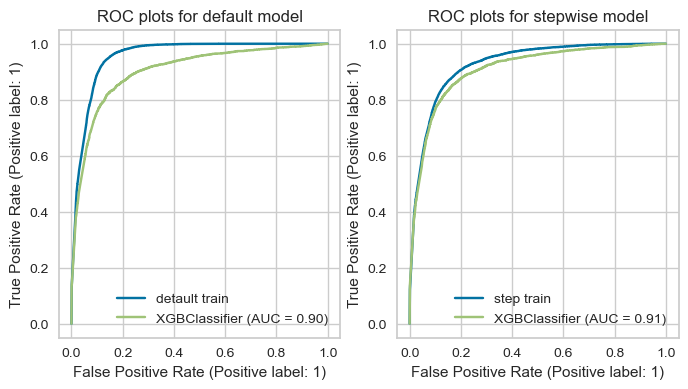 ROC plots for default model
1.0
0.8
0.6
0.4
0.2
0.0
True Positive Rate (Positive label: 1)
detault train
XGBClassifier (AUC = 0.90)
0.0 0.2 0.4 0.6 0.8 1.0
False Positive Rate (Positive label: 1)
ROC plots for stepwise model
1.0
0.8
0.6
0.4
0.2
0.0
True Positive Rate (Positive label: 1)
step train
XGBClassifier (AUC = 0.91)
0.0 0.2 0.4 0.6 0.8 1.0
False Positive Rate (Positive label: 1)